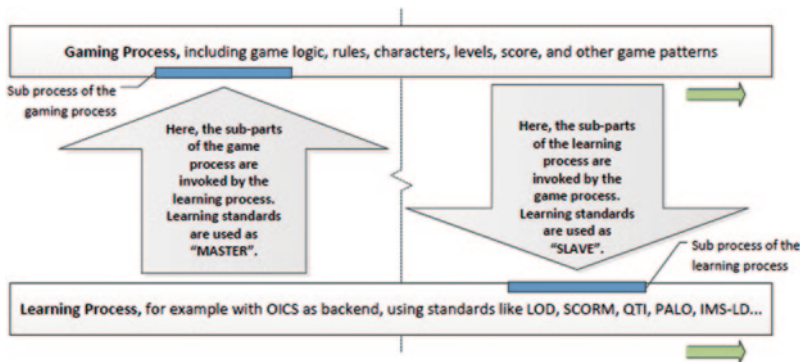 Gaming Process, including game logic, rules, characters, levels, score, and other game patterns
Sub process of the
gaming process
Here, the sub-parts
of the game
process are
invoked by the
learning process.
Learning standards
are used as
“MASTER”.
Here, the sub-parts
of the learning
process are
invoked by the
game process.
Learning standards
are used as
“SLAVE”.
Sub process of the
learning process
Learning Process, for example with OICS as backend, using standards like LOD, SCORM, QTI, PALO, IMS-LD...